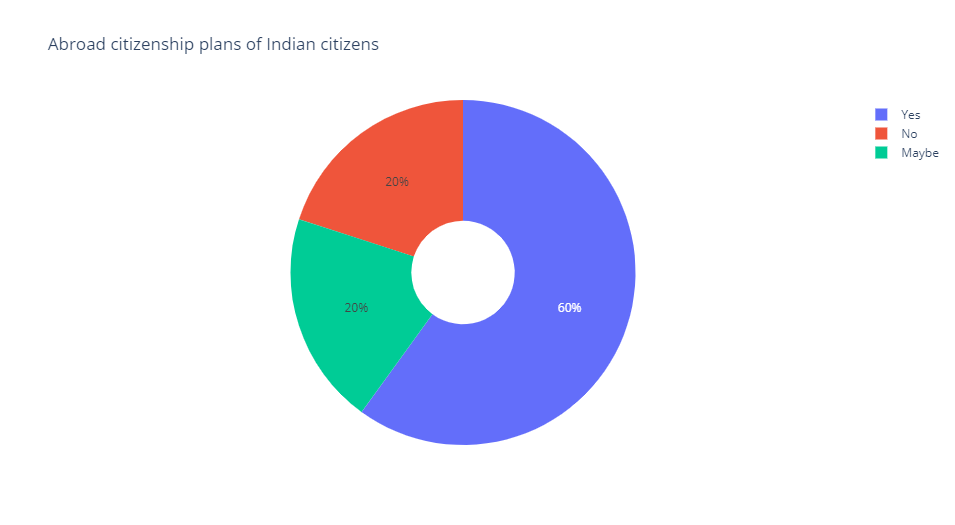 Abroad citizenship plans of Indian citizens
Yes
No
Maybe
20%
20%
60%